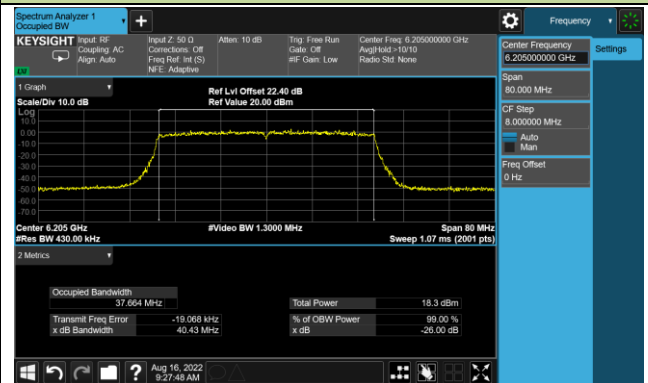 Spectrum Analyzer 1
Occupied BW
Frequency
KEYSIGHT
Input: RF
Coupling: AC
Align: Auto
Input Z: 50 Ω
Corrections: Off
Freq Ref: Int (S)
NFE: Adaptive
Atten: 10 dB
Trig: Free Run
Gate: Off
#IF Gain: Low
Center Freq: 6.205000000 GHz
Avg|Hold:>10/10
Radio Std: None
Center Frequency
6.205000000 GHz
Settings
Span
80.000 MHz
CF Step
8.000000 MHz
Auto
Man
Freq Offset
0 Hz
1 Graph
Scale/Div 10.0 dB
Ref Lvl Offset 22.40 dB
Ref Value 20.00 dBm
Log
10.0
0.00
-10.0
-20.0
-30.0
-40.0
-50.0
-60.0
-70.0
Center 6.205 GHz
#Res BW 430.00 kHz
#Video BW 1.3000 MHz
Span 80 MHz
Sweep 1.07 ms (2001 pts)
2 Metrics
Occupied Bandwidth
37.664 MHz
Total Power 18.3 dBm
Transmit Freq Error -19.068 kHz
% of OBW Power 99.00 %
x dB Bandwidth 40.43 MHz
x dB -26.00 dB
?
Aug 16, 2022
9:27:48 AM